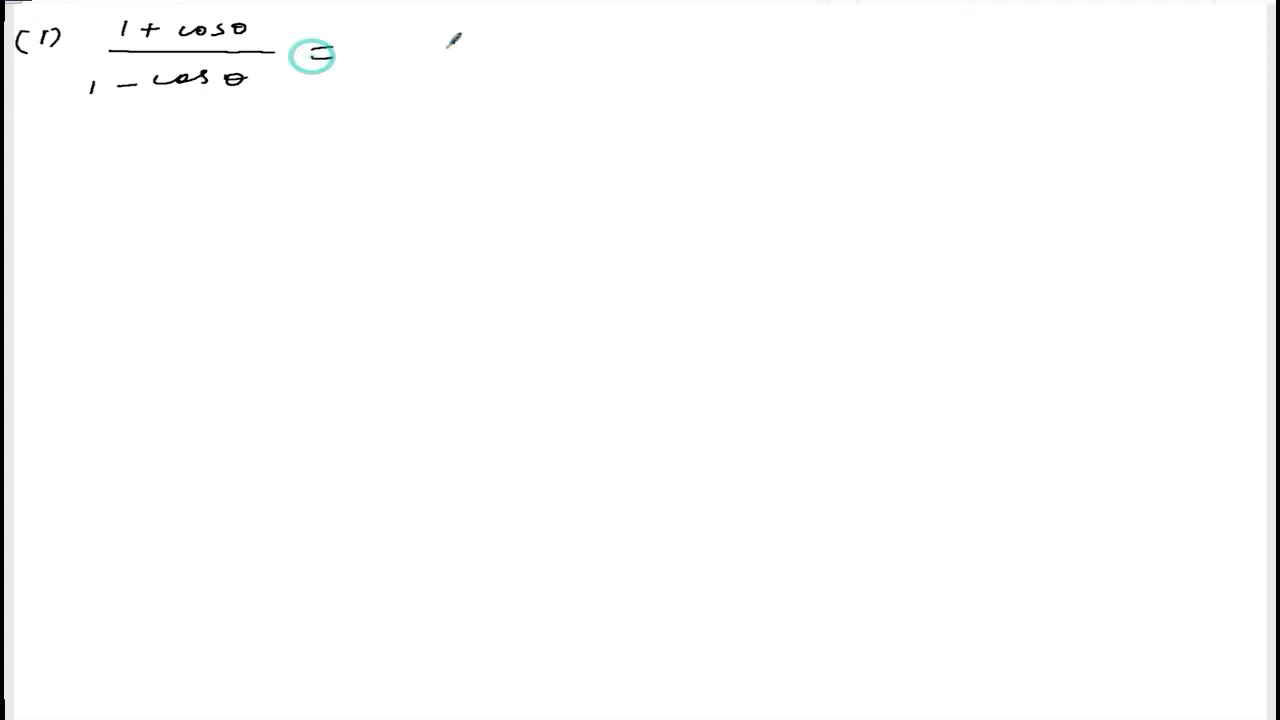 (1) 1 + cosθ
1 - cosθ =